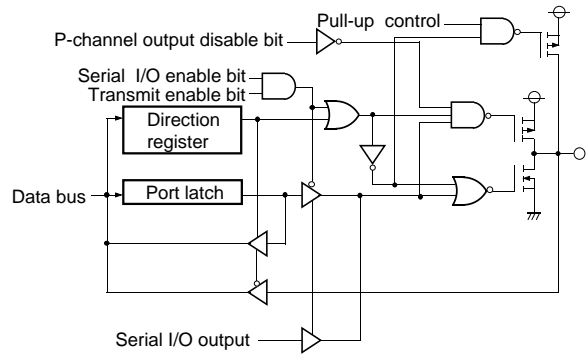 Pull-up control
P-channel output disable bit
Serial I/O enable bit
Transmit enable bit
Direction
register
Data bus
Port latch
Serial I/O output